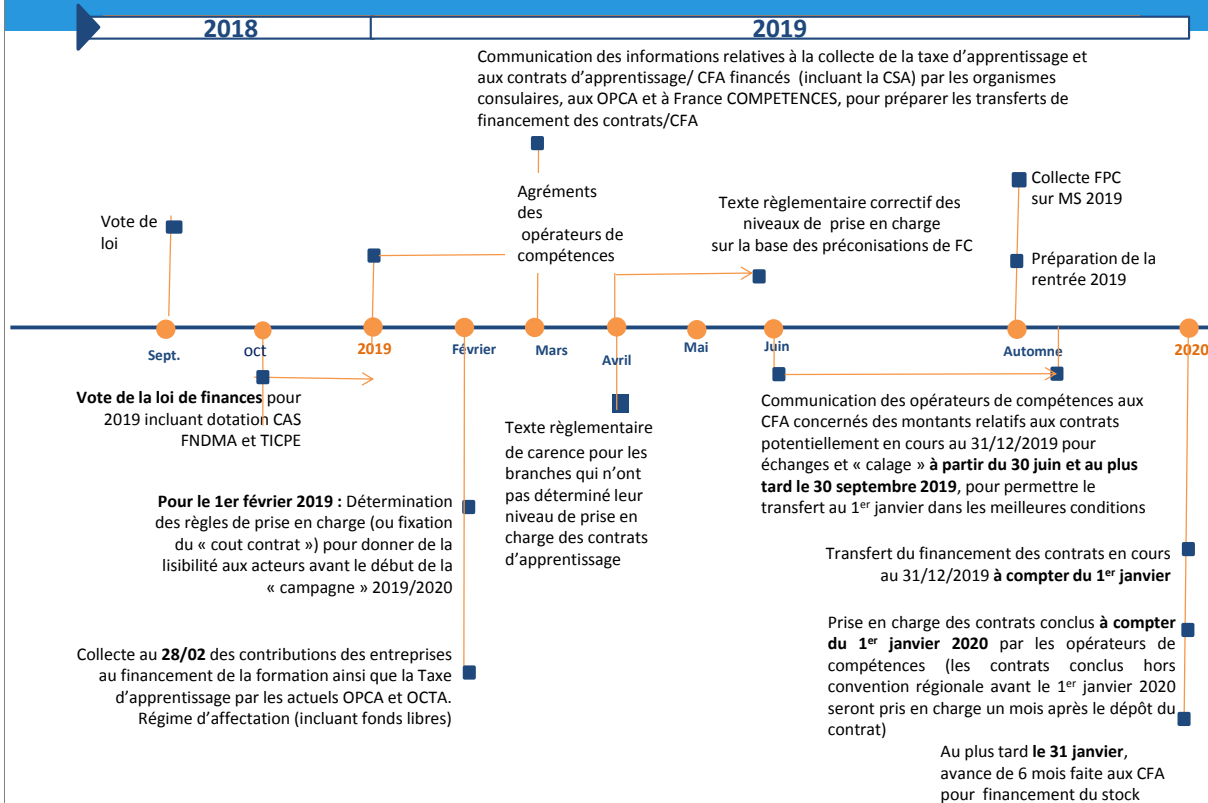 2018
2019
Communication des informations relatives à la collecte de la taxe d'apprentissage et
aux contrats d'apprentissage/ CFA financés (incluant la CSA) par les organismes
consulaires, aux OPCA et à France COMPETENCES, pour préparer les transferts de
financement des contrats/CFA
Vote de
loi
Agréments
des
opérateurs de
compétences
Texte règlementaire correctif des
niveaux de prise en charge
sur la base des préconisations de FC
Collecte FPC
sur MS 2019
Préparation de la
rentrée 2019
Sept.
oct
2019
Février
Mars
Avril
Mai
Juin
Automne
2020
Vote de la loi de finances pour
2019 incluant dotation CAS
FNDMA et TICPE
Pour le 1er février 2019 : Détermination
des règles de prise en charge (ou fixation
du « cout contrat ») pour donner de la
lisibilité aux acteurs avant le début de la
« campagne » 2019/2020
Collecte au 28/02 des contributions des entreprises
au financement de la formation ainsi que la Taxe
d'apprentissage par les actuels OPCA et OCTA.
Régime d'affectation (incluant fonds libres)
Texte règlementaire
de carence pour les
branches qui n'ont
pas déterminé leur
niveau de prise en
charge des contrats
d'apprentissage
Communication des opérateurs de compétences aux
CFA concernés des montants relatifs aux contrats
potentiellement en cours au 31/12/2019 pour
échanges et « calage » à partir du 30 juin et au plus
tard le 30 septembre 2019, pour permettre le
transfert au 1er janvier dans les meilleures conditions
Transfert du financement des contrats en cours
au 31/12/2019 à compter du 1er janvier
Prise en charge des contrats conclus à compter
du 1er janvier 2020 par les opérateurs de
compétences (les contrats conclus hors
convention régionale avant le 1er janvier 2020
seront pris en charge un mois après le dépôt du
contrat)
Au plus tard le 31 janvier,
avance de 6 mois faite aux CFA
pour financement du stock